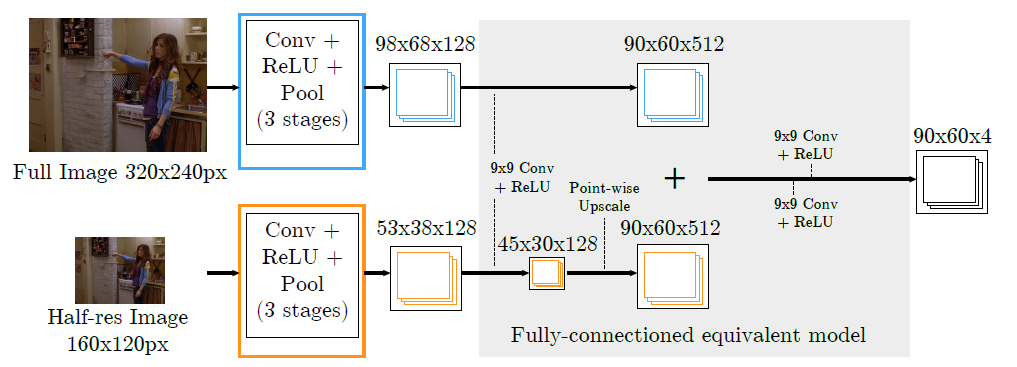 Conv +
ReLU +
Pool
(3 stages)
98x68x128
90x60x512
Full Image 320x240px
9x9 Conv
+ ReLU
9x9 Conv
+ ReLU
90x60x4
+
9x9 Conv
+ ReLU
Point-wise
Upscale
Conv +
ReLU +
Pool
(3 stages)
53x38x128
45x30x128
90x60x512
Half-res Image
160x120px
Fully-connectioned equivalent model